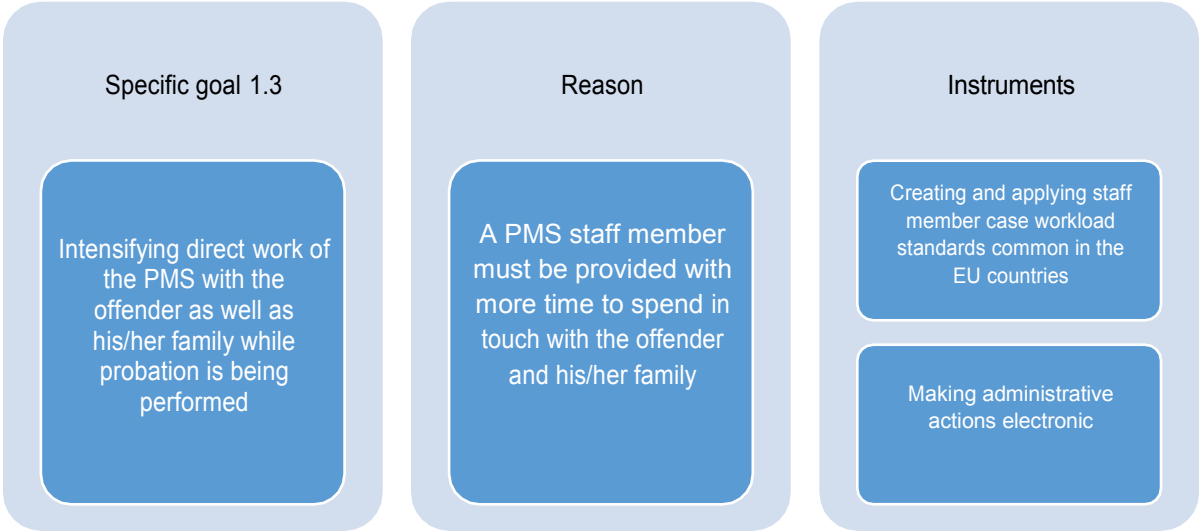 Specific goal 1.3
Intensifying direct work of
the PMS with the
offender as well as
his/her family while
probation is being
performed
Reason
A PMS staff member
must be provided with
more time to spend in
touch with the offender
and his/her family
Instruments
Creating and applying staff
member case workload
standards common in the
EU countries
Making administrative
actions electronic